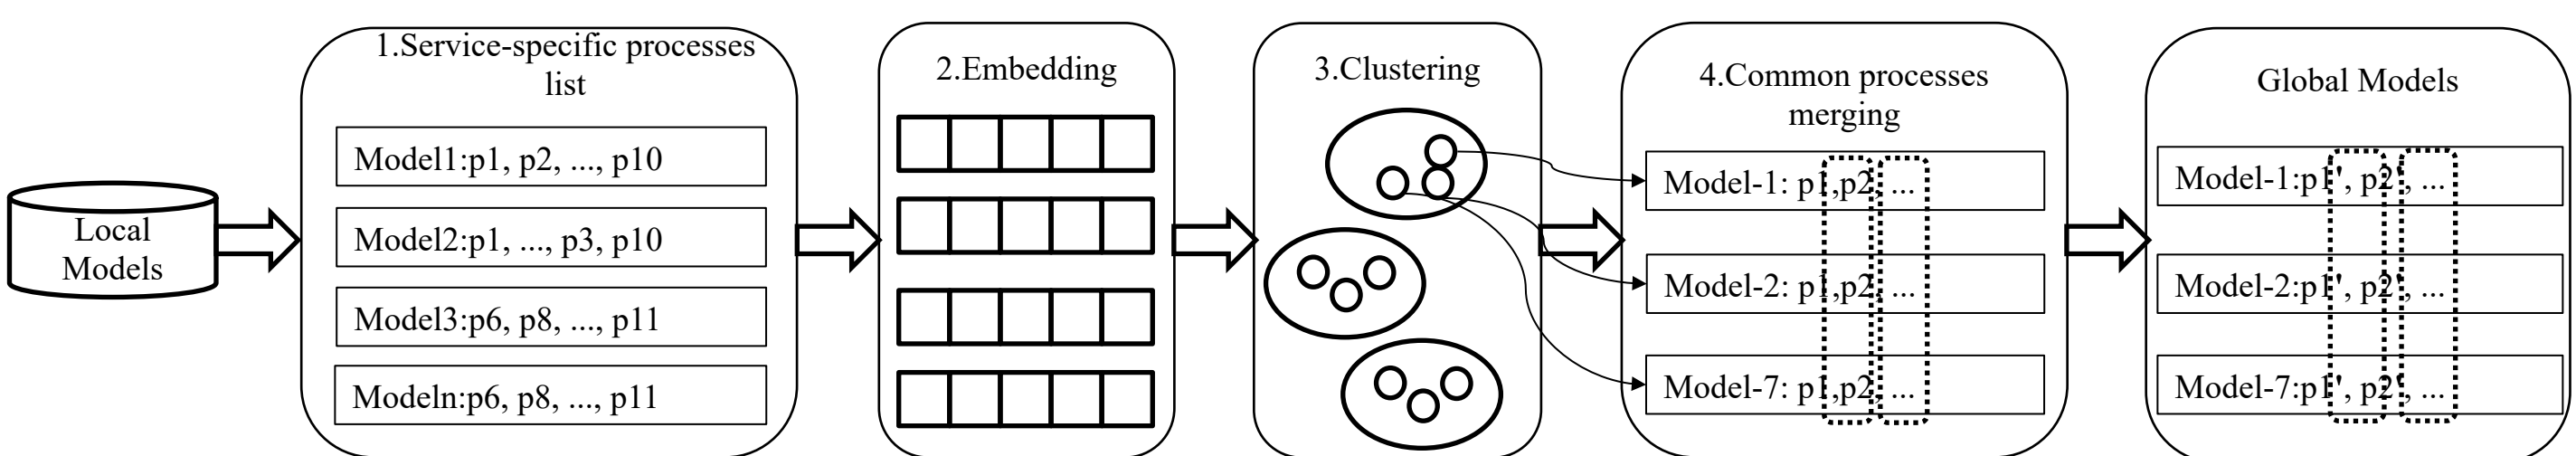 Local
Models
1.Service-specific processes
list
Model1:p1, p2, ..., p10
Model2:p1, ..., p3, p10
Model3:p6, p8, ..., p11
Modeln:p6, p8, ..., p11
2.Embedding
3.Clustering
4.Common processes
merging
Model-1: p1,p2, ...
Model-2: p1,p2, ...
Model-7: p1,p2, ...
Global Models
Model-1:p1', p2', ...
Model-2:p1', p2', ...
Model-7:p1', p2', ...